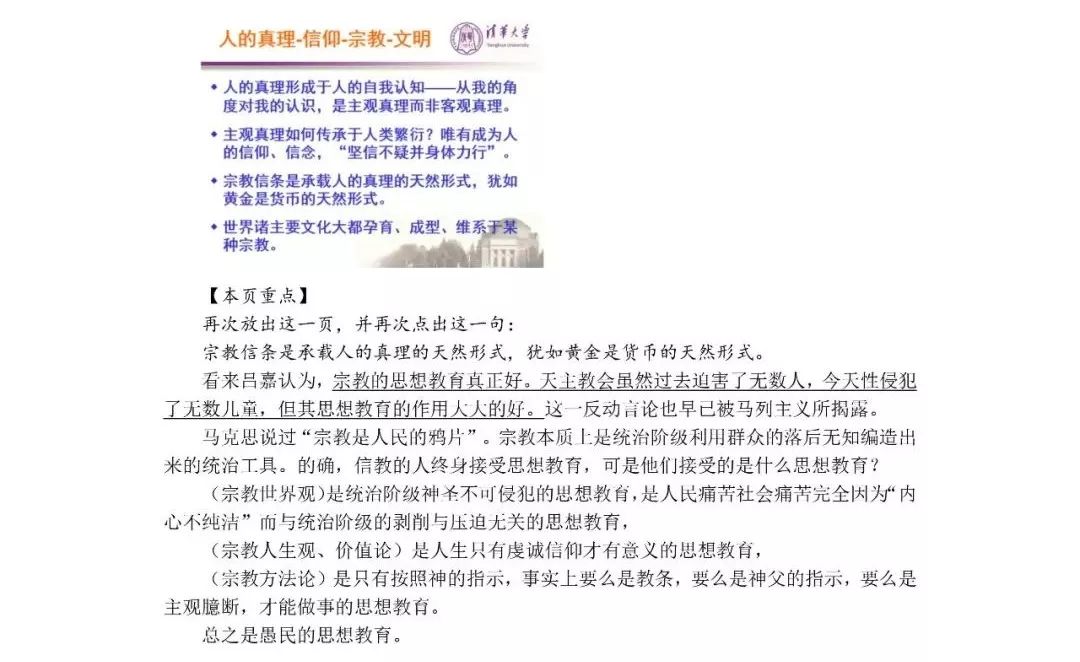 人的真理-信仰-宗教-文明
清华大学
Tsinghua University
• 人的真理形成于人的自我认知——从我的角
度对我的认识，是主观真理而非客观真理。
• 主观真理如何传承于人类繁衍？唯有成为人
的信仰、信念，“坚信不疑并身体力行”。
• 宗教信条是承载人的真理的天然形式，犹如
黄金是货币的天然形式。
• 世界诸主要文化大都孕育、成型、维系于某
种宗教。
【本页重点】
再次放出这一页，并再次点出这一句：
宗教信条是承载人的真理的天然形式，犹如黄金是货币的天然形式。
看来吕嘉认为，宗教的思想教育真正好。天主教会虽然过去迫害了无数人，今天性侵犯
了无数儿童，但其思想教育的作用大大的好。这一反动言论也早已被马列主义所揭露。
马克思说过“宗教是人民的鸦片”。宗教本质上是统治阶级利用群众的落后无知编造出
来的统治工具。的确，信教的人终身接受思想教育，可是他们接受的是什么思想教育？
（宗教世界观）是统治阶级神圣不可侵犯的思想教育，是人民痛苦社会痛苦完全因为“内
心不纯洁”而与统治阶级的剥削与压迫无关的思想教育，
（宗教人生观、价值论）是人生只有虔诚信仰才有意义的思想教育，
（宗教方法论）是只有按照神的指示，事实上要么是教条，要么是神父的指示，要么是
主观臆断，才能做事的思想教育。
总之是愚民的思想教育。